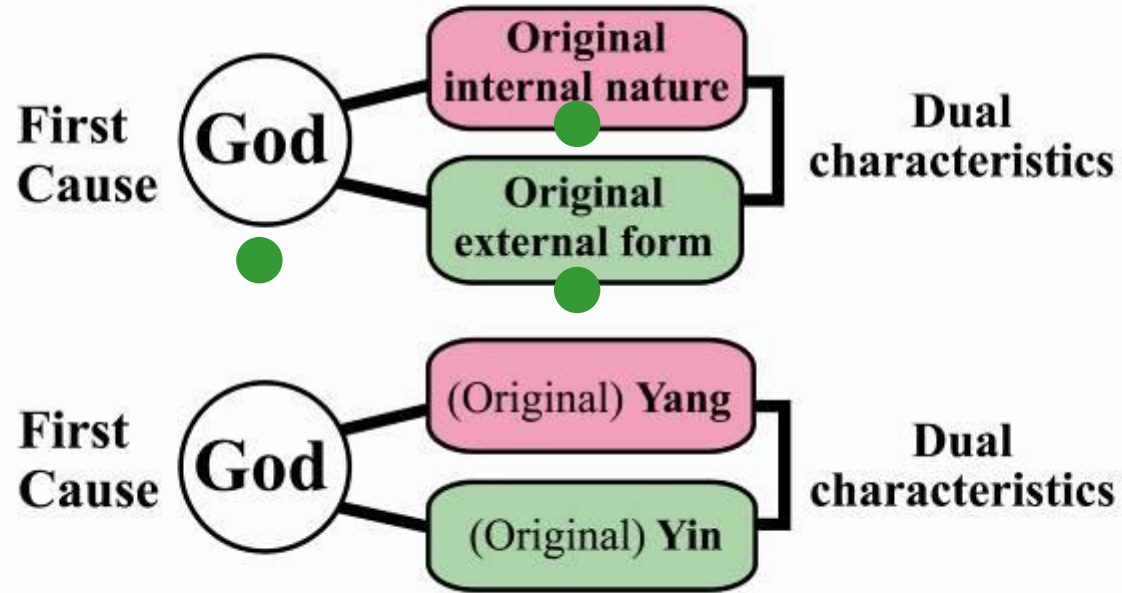 First
Cause
God
Original
internal nature
Original
external form
Dual
characteristics
First
Cause
God
(Original) Yang
(Original) Yin
Dual
characteristics